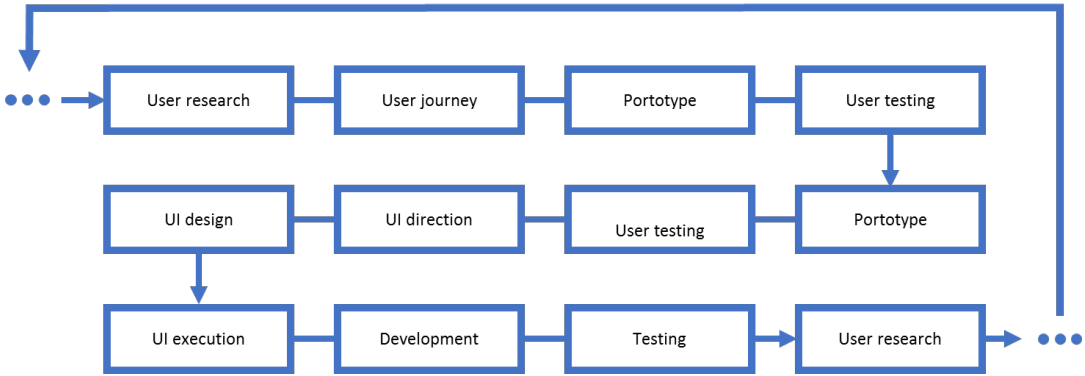 User research
User journey
Portotype
User testing
UI design
UI direction
User testing
Portotype
UI execution
Development
Testing
User research